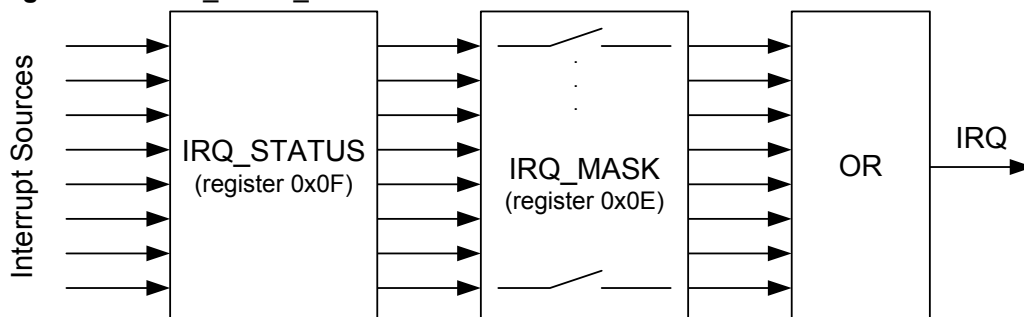 Interrupt Sources
IRQ_STATUS
(register 0x0F)
IRQ_MASK
(register 0x0E)
OR
IRQ